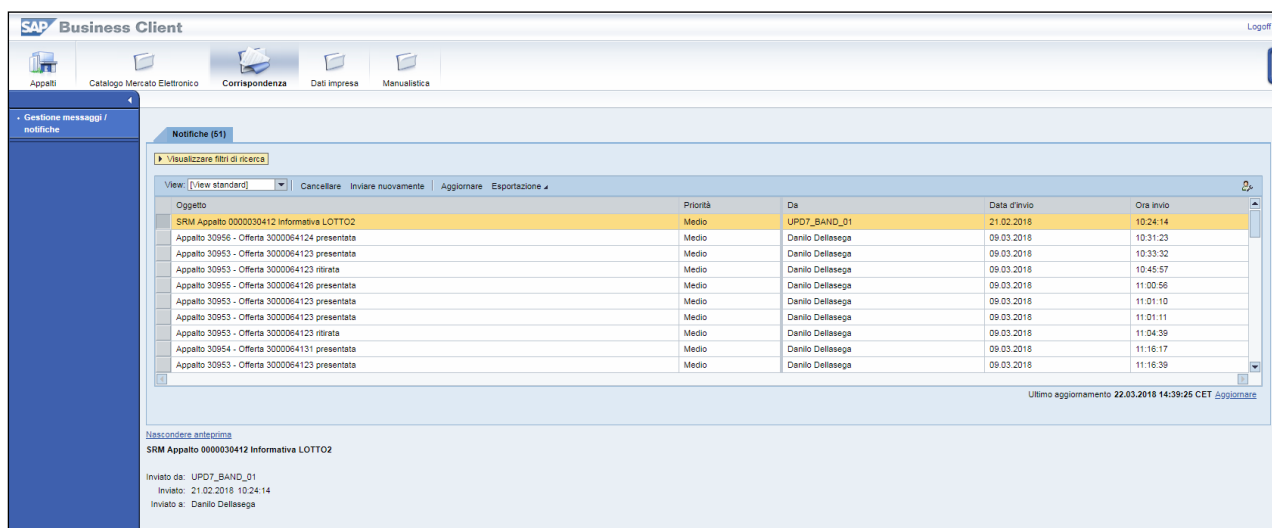 SAP Business Client
Logoff
Appalti Catalogo Mercato Elettronico Corrispondenza Dati impresa Manualistica
Gestione messaggi /
notifiche
Notifiche (51)
Visualizzare filtri di ricerca
View: [View standard] Cancellare Inviare nuovamente Aggiornare Esportazione
Oggetto Priorità Da Data d'invio Ora invio
SRM Appalto 0000030412 Informativa LOTTO2 Medio UPD7_BAND_01 21.02.2018 10:24:14
Appalto 30956 - Offerta 3000064124 presentata Medio Danilo Dellasega 09.03.2018 10:31:23
Appalto 30953 - Offerta 3000064123 presentata Medio Danilo Dellasega 09.03.2018 10:33:32
Appalto 30953 - Offerta 3000064123 ritirata Medio Danilo Dellasega 09.03.2018 10:45:57
Appalto 30955 - Offerta 3000064126 presentata Medio Danilo Dellasega 09.03.2018 11:00:56
Appalto 30953 - Offerta 3000064123 presentata Medio Danilo Dellasega 09.03.2018 11:01:10
Appalto 30953 - Offerta 3000064123 presentata Medio Danilo Dellasega 09.03.2018 11:01:11
Appalto 30953 - Offerta 3000064123 ritirata Medio Danilo Dellasega 09.03.2018 11:04:39
Appalto 30954 - Offerta 3000064131 presentata Medio Danilo Dellasega 09.03.2018 11:16:17
Appalto 30953 - Offerta 3000064123 presentata Medio Danilo Dellasega 09.03.2018 11:16:39
Ultimo aggiornamento 22.03.2018 14:39:25 CET Aggiornare
Nascondere anteprima
SRM Appalto 0000030412 Informativa LOTTO2
Inviato da: UPD7_BAND_01
Inviato: 21.02.2018 10:24:14
Inviato a: Danilo Dellasega